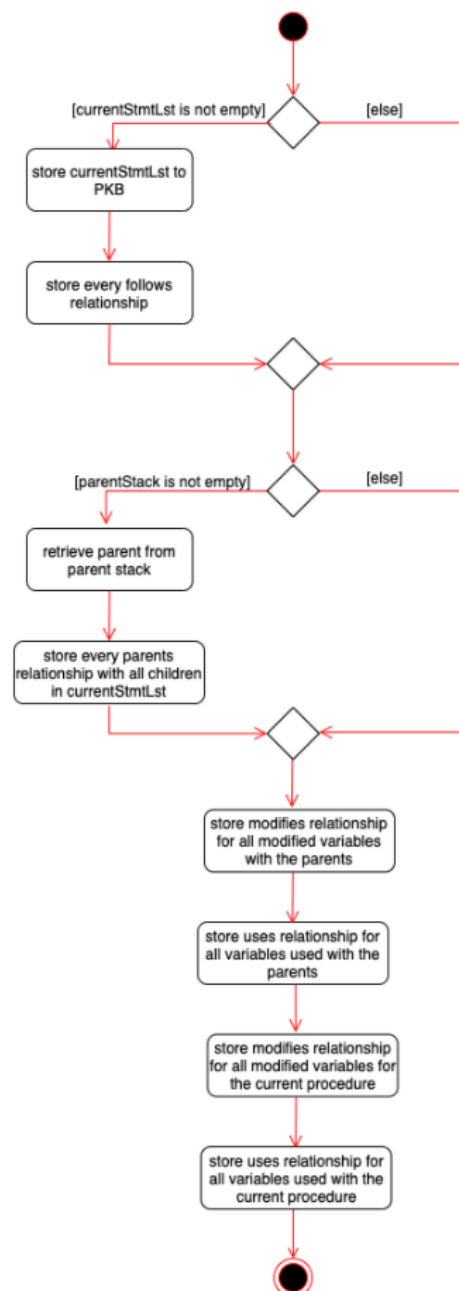 [currentStmtLst is not empty]
[else]
store currentStmtLst to
PKB
store every follows
relationship
[parentStack is not empty]
[else]
retrieve parent from
parent stack
store every parents
relationship with all children
in currentStmtLst
store modifies relationship
for all modified variables
with the parents
store uses relationship for
all variables used with the
parents
store modifies relationship
for all modified variables for
the current procedure
store uses relationship for
all variables used with the
current procedure